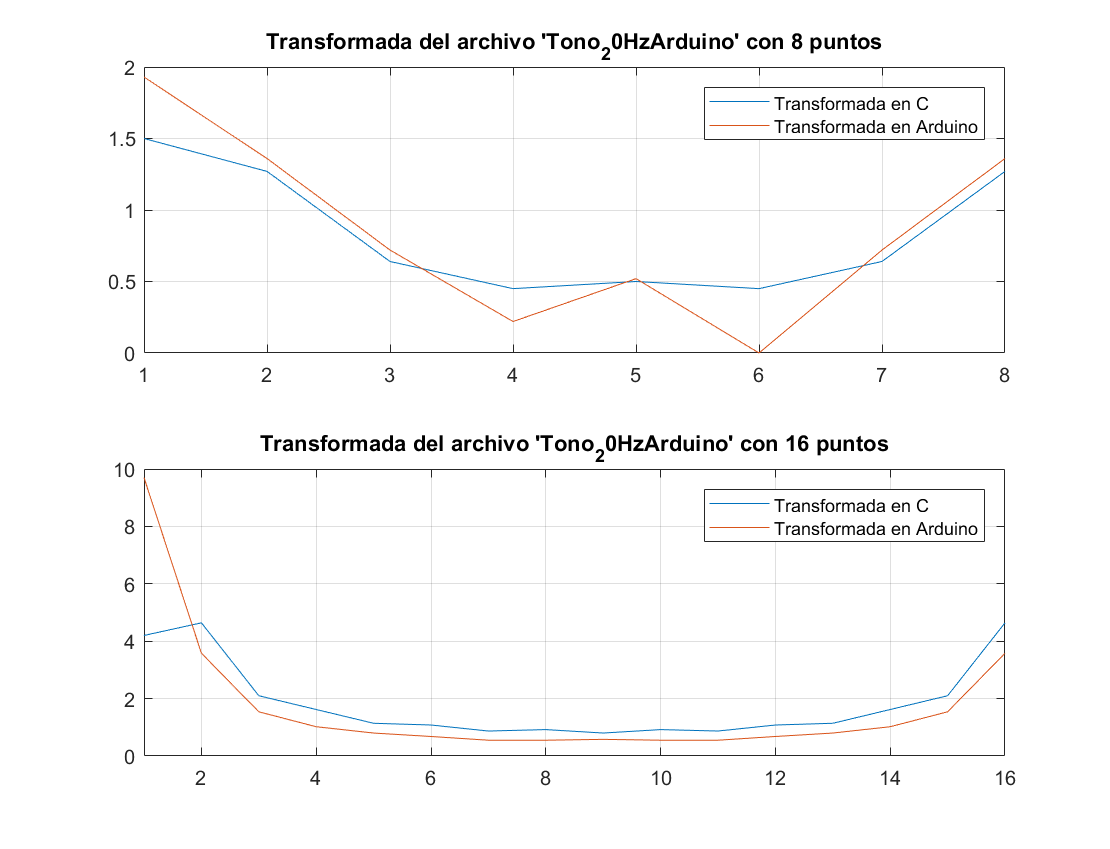 Transformada del archivo 'Tono₂0HzArduino' con 8 puntos
2
1.5
1
0.5
0
Transformada en C
Transformada en Arduino
1 2 3 4 5 6 7 8
Transformada del archivo 'Tono₂0HzArduino' con 16 puntos
10
8
6
4
2
0
Transformada en C
Transformada en Arduino
2 4 6 8 10 12 14 16